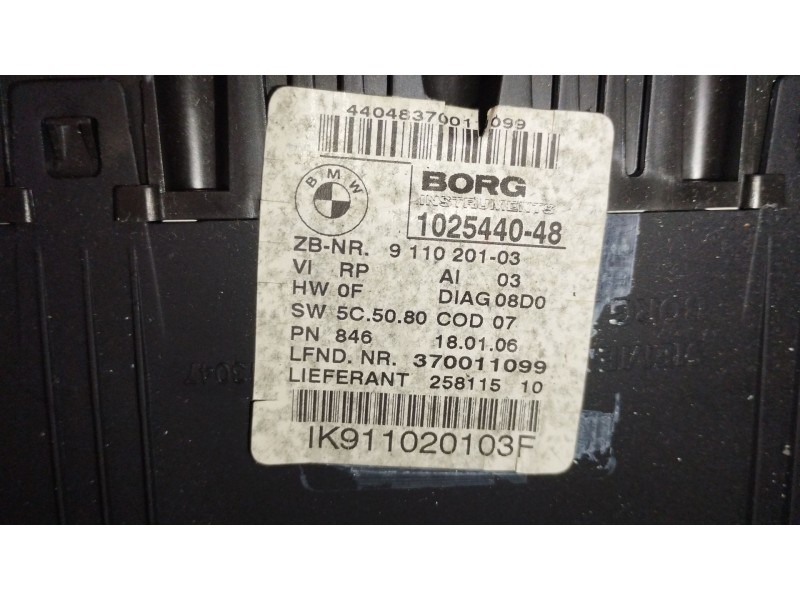 44048370011099
BMW
BORG
INSTRUMENTS
1025440-48
ZB-NR. 9 110 201-03
VI RP AI 03
HW 0F DIAG 08D0
SW 5C.50.80 COD 07
PN 846 18.01.06
LFND. NR. 370011099
LIEFERANT 258115 10
IK911020103F